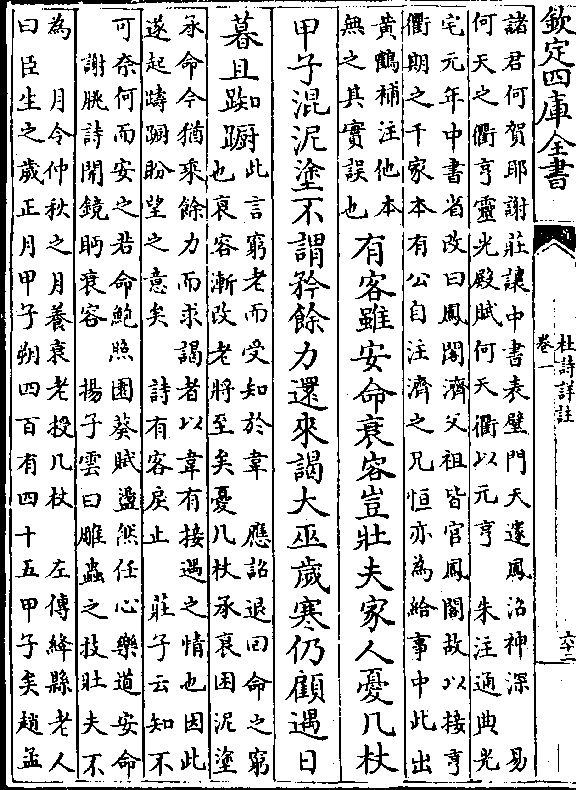 欽定四庫全書
杜詩詳註
卷一
六十二
諸君何賀耶謝莊讓中書表璧門天邃鳳沼神深 易
何天之衢亨靈光殿賦何天衢以元亨 朱注通典光
宅元年中書省改曰鳳閣濟父祖皆官鳳閣故以接亨
衢期之千家本有公自注濟之兄恒亦為給事中此出
黄鶴補注他本
無之其實誤也
有客雖安命衰容豈壯夫家人憂几杖
甲子混泥塗不謂矜餘力還來謁大巫歲寒仍顧遇日
暮且踟蹰
此言窮老而受知於韋 應詔退回命之窮
也衰容漸改老將至矣憂几杖承衰困泥塗
承命今猶乘餘力而求謁者以韋有接遇之情也因此
遂起躊躕盼望之意矣 詩有客戾止 莊子云知不
可奈何而安之若命鮑照園葵賦盪然任心樂道安命
謝朓詩開鏡眄衰容 揚子雲曰雕蟲之技壯夫不
為 月令仲秋之月養衰老授几杖 左傳絳縣老人
曰臣生之歲正月甲子朔四百有四十五甲子矣趙孟